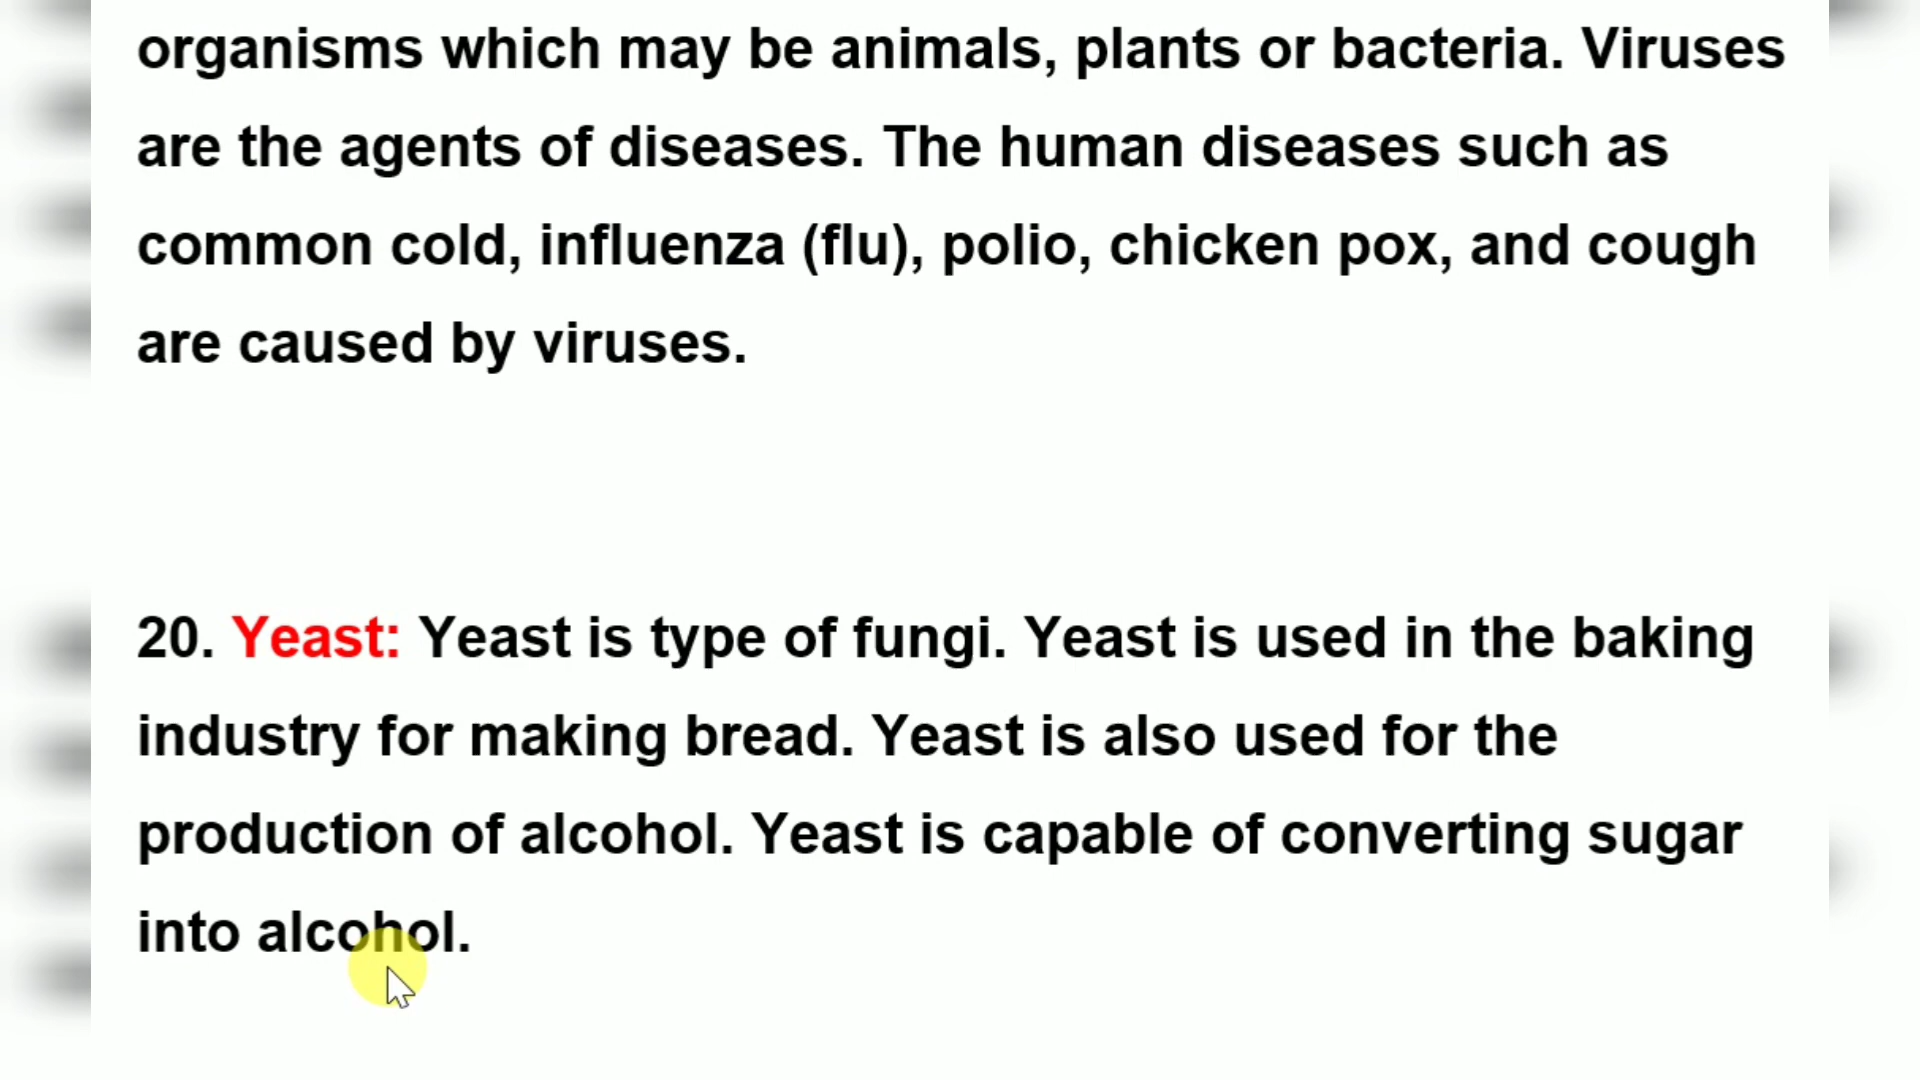 organisms which may be animals, plants or bacteria. Viruses
are the agents of diseases. The human diseases such as
common cold, influenza (flu), polio, chicken pox, and cough
are caused by viruses.
20. Yeast: Yeast is type of fungi. Yeast is used in the baking
industry for making bread. Yeast is also used for the
production of alcohol. Yeast is capable of converting sugar
into alcohol.